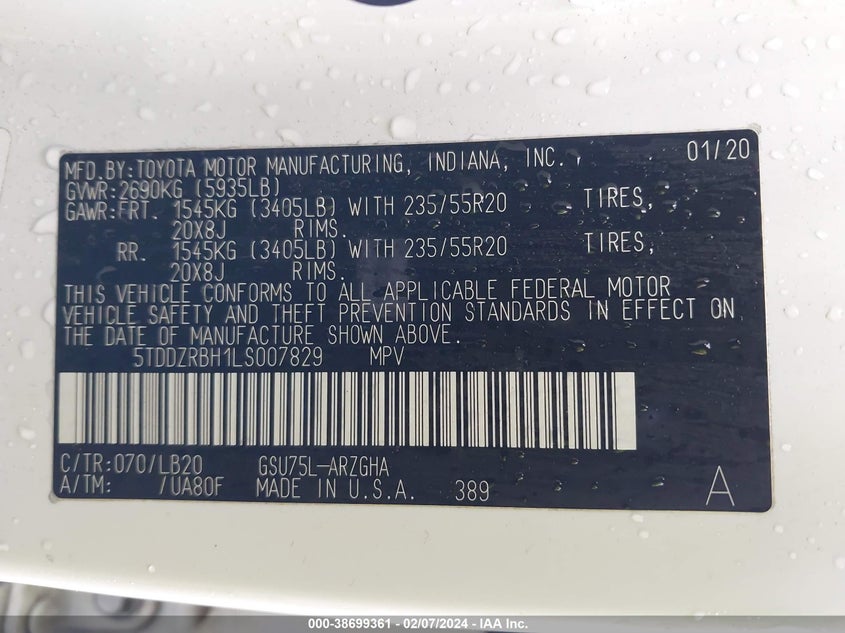 MFD.BY:TOYOTA MOTOR MANUFACTURING, INDIANA, INC. 01/20
GVWR:2690KG (5935LB)
GAWR:FRT. 1545KG (3405LB) WITH 235/55R20 TIRES,
20X8J RIMS.
RR. 1545KG (3405LB) WITH 235/55R20 TIRES,
20X8J RIMS.
THIS VEHICLE CONFORMS TO ALL APPLICABLE FEDERAL MOTOR
VEHICLE SAFETY AND THEFT PREVENTION STANDARDS IN EFFECT ON
THE DATE OF MANUFACTURE SHOWN ABOVE.
5TDDZRBH1LS007829 MPV
C/TR:070/LB20 GSU75L-ARZGHA
A/TM: /UA80F MADE IN U.S.A. 389 A
000-38699361 - 02/07/2024 - IAA Inc.